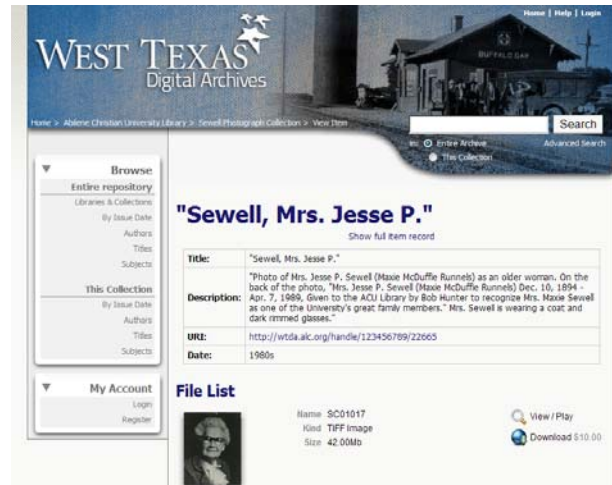 Home | Help | Login
WEST TEXAS
Digital Archives
BUFFALO GAP
Home > Abilene Christian University Library > Sewell Photograph Collection > View Item
Search
in: Entire Archive
Advanced Search
This Collection
Browse
Entire repository
Libraries & Collections
By Issue Date
Authors
Titles
Subjects
This Collection
By Issue Date
Authors
Titles
Subjects
My Account
Login
Register
"Sewell, Mrs. Jesse P."
Show full item record
Title: "Sewell, Mrs. Jesse P."
Description: "Photo of Mrs. Jesse P. Sewell (Maxie McDuffie Runnels) as an older woman. On the
back of the photo, "Mrs. Jesse P. Sewell (Maxie McDuffie Runnels) Dec. 10, 1894 -
Apr. 7, 1989, Given to the ACU Library by Bob Hunter to recognize Mrs. Maxie Sewell
as one of the University's great family members." Mrs. Sewell is wearing a coat and
dark rimmed glasses."
URI: http://wtda.alc.org/handle/123456789/22665
Date: 1980s
File List
Name SC01017
Kind TIFF Image
Size 42.00Mb
View / Play
Download $10.00